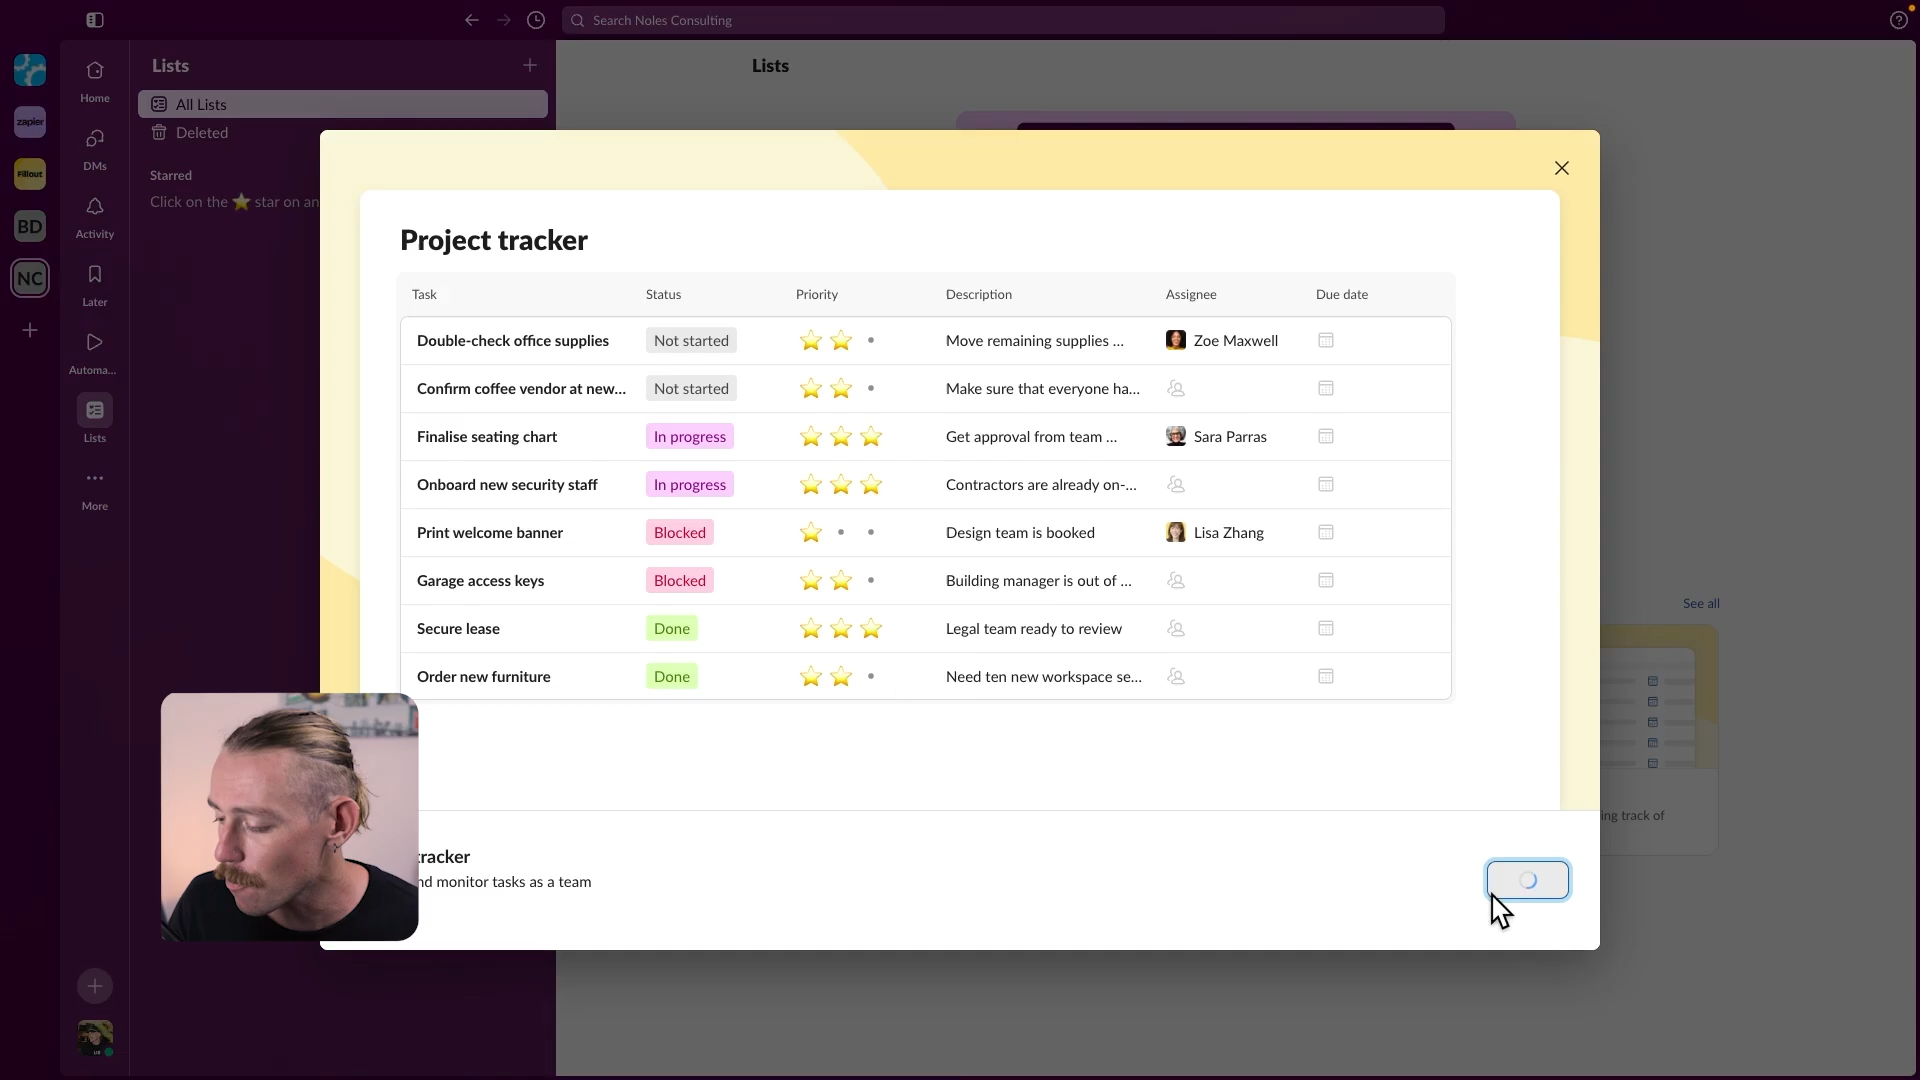 Search Noles Consulting
Lists
Lists
Home
All Lists
Deleted
zapier
DMs
Fillout
Starred
Click on the ⭐ star on an
BD
Activity
NC
Later
Automa...
Lists
More
Project tracker
Task Status Priority Description Assignee Due date
Double-check office supplies Not started Move remaining supplies ... Zoe Maxwell
Confirm coffee vendor at new... Not started Make sure that everyone ha...
Finalise seating chart In progress Get approval from team ... Sara Parras
Onboard new security staff In progress Contractors are already on-...
Print welcome banner Blocked Design team is booked Lisa Zhang
Garage access keys Blocked Building manager is out of ...
Secure lease Done Legal team ready to review
Order new furniture Done Need ten new workspace se...
See all
ing track of
tracker
nd monitor tasks as a team